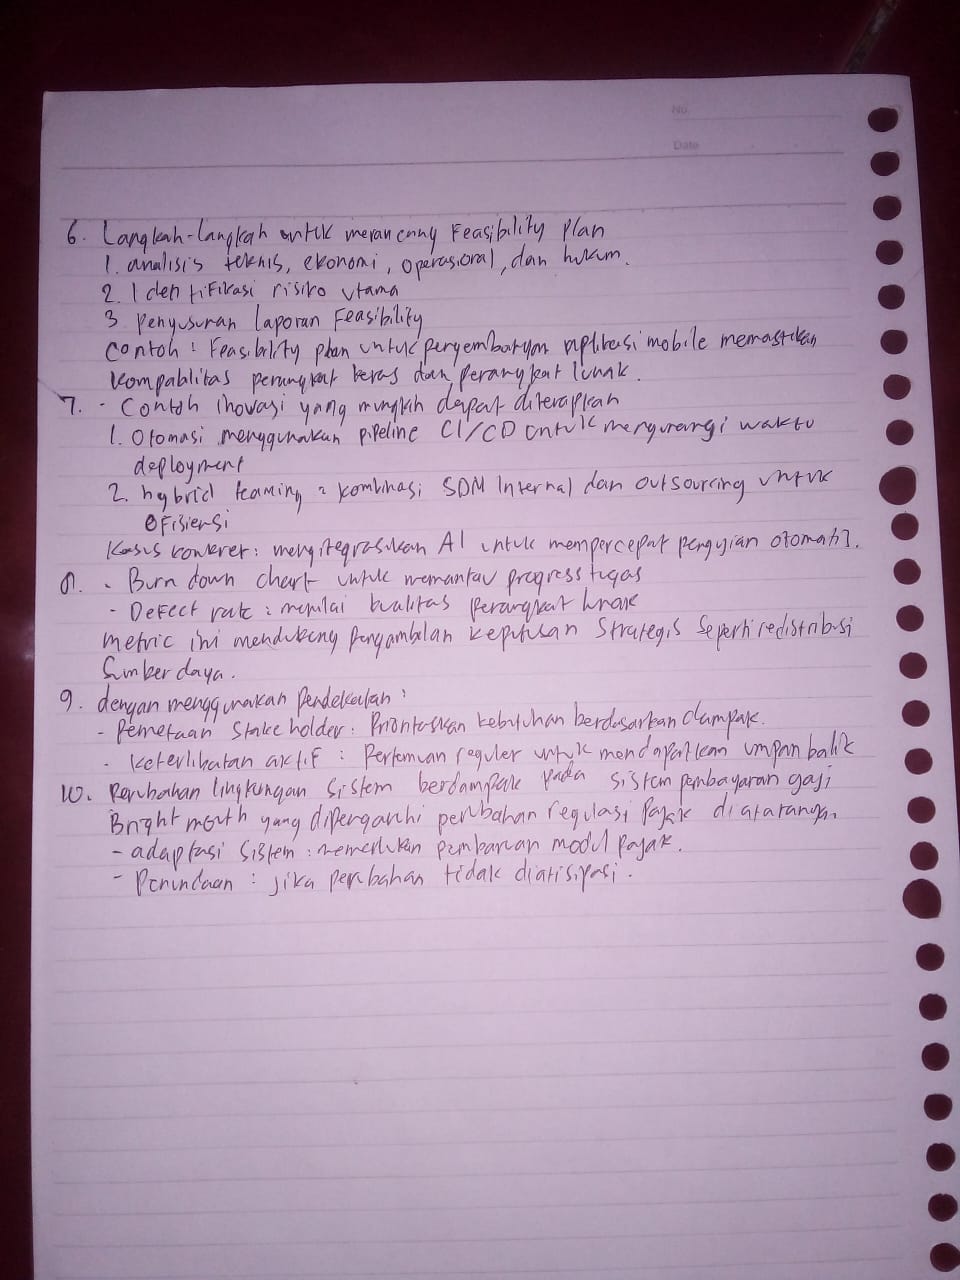 No.
Date
6. Langkah-langkah untuk merancang Feasibility Plan
1. analisis teknis, ekonomi, operasional, dan hukum.
2. Identifikasi risiko utama
3 Penyusunan laporan Feasibility
Contoh : Feasibility plan untuk pengembangan aplikasi mobile memastikan
kompablitas perangkat keras dan perangkat lunak.
7. - Contoh inovasi yang mungkin dapat diterapkan
1. Otomasi menggunakan pipeline CI/CD untuk mengurangi waktu
deployment
2. hybrid teaming : kombinasi SDM Internal dan outsourcing untuk
efisiensi
Kasus konkret : mengitegrasikan AI untuk mempercepat pengujian otomatis.
8. - Burn down chart untuk memantau progress tugas
- Defect rate : menilai kualitas perangkat lunak
metric ini mendukung pengambilan keputusan Strategis seperti redistribusi
Sumber daya.
9. dengan menggunakan Pendekatan :
- Pemetaan Stake holder : Prioritaskan kebutuhan berdasarkan dampak.
- Keterlibatan aktif : Pertemuan reguler untuk mendapatkan umpan balik
10. Perubahan lingkungan sistem berdampak pada sistem pembayaran gaji
Bright mouth yang dipengaruhi perubahan regulasi Pajak diantaranya
- adaptasi Sistem : memerlukan pembaruan modul Pajak.
- Penundaan : jika perubahan tidak diatisipasi.